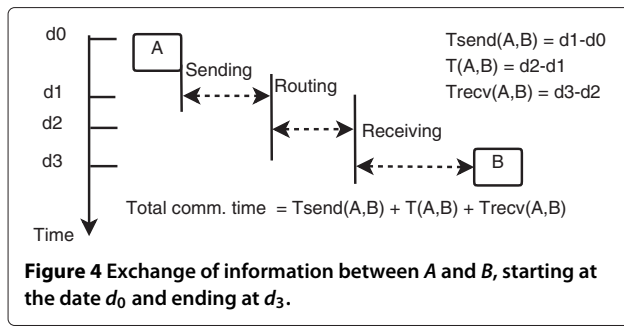 d0
A
Tsend(A,B) = d1-d0
Sending
T(A,B) = d2-d1
Routing
d1
Trecv(A,B) = d3-d2
d2
Receiving
d3
B
Total comm. time = Tsend(A,B) + T(A,B) + Trecv(A,B)
Time
Figure 4 Exchange of information between A and B, starting at
the date d₀ and ending at d₃.